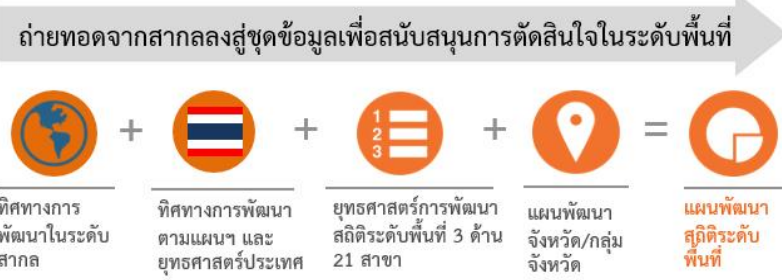 ถ่ายทอดจากสากลลงสู่ชุดข้อมูลเพื่อสนับสนุนการตัดสินใจในระดับพื้นที่
+ + + =
1
2
3
ทิศทางการ
พัฒนาในระดับ
สากล
ทิศทางการพัฒนา
ตามแผนฯ และ
ยุทธศาสตร์ประเทศ
ยุทธศาสตร์การพัฒนา
สถิติระดับพื้นที่ 3 ด้าน
21 สาขา
แผนพัฒนา
จังหวัด/กลุ่ม
จังหวัด
แผนพัฒนา
สถิติระดับ
พื้นที่